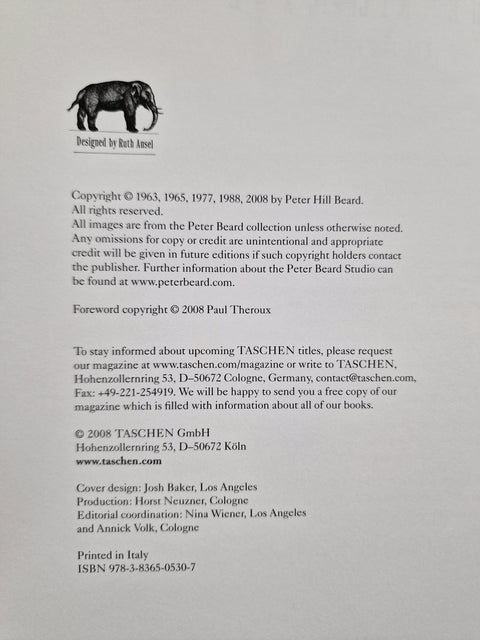 Designed by Ruth Ansel
Copyright © 1963, 1965, 1977, 1988, 2008 by Peter Hill Beard.
All rights reserved.
All images are from the Peter Beard collection unless otherwise noted.
Any omissions for copy or credit are unintentional and appropriate
credit will be given in future editions if such copyright holders contact
the publisher. Further information about the Peter Beard Studio can
be found at www.peterbeard.com.
Foreword copyright © 2008 Paul Theroux
To stay informed about upcoming TASCHEN titles, please request
our magazine at www.taschen.com/magazine or write to TASCHEN,
Hohenzollernring 53, D–50672 Cologne, Germany, contact@taschen.com,
Fax: +49-221-254919. We will be happy to send you a free copy of our
magazine which is filled with information about all of our books.
© 2008 TASCHEN GmbH
Hohenzollernring 53, D–50672 Köln
www.taschen.com
Cover design: Josh Baker, Los Angeles
Production: Horst Neuzner, Cologne
Editorial coordination: Nina Wiener, Los Angeles
and Annick Volk, Cologne
Printed in Italy
ISBN 978-3-8365-0530-7